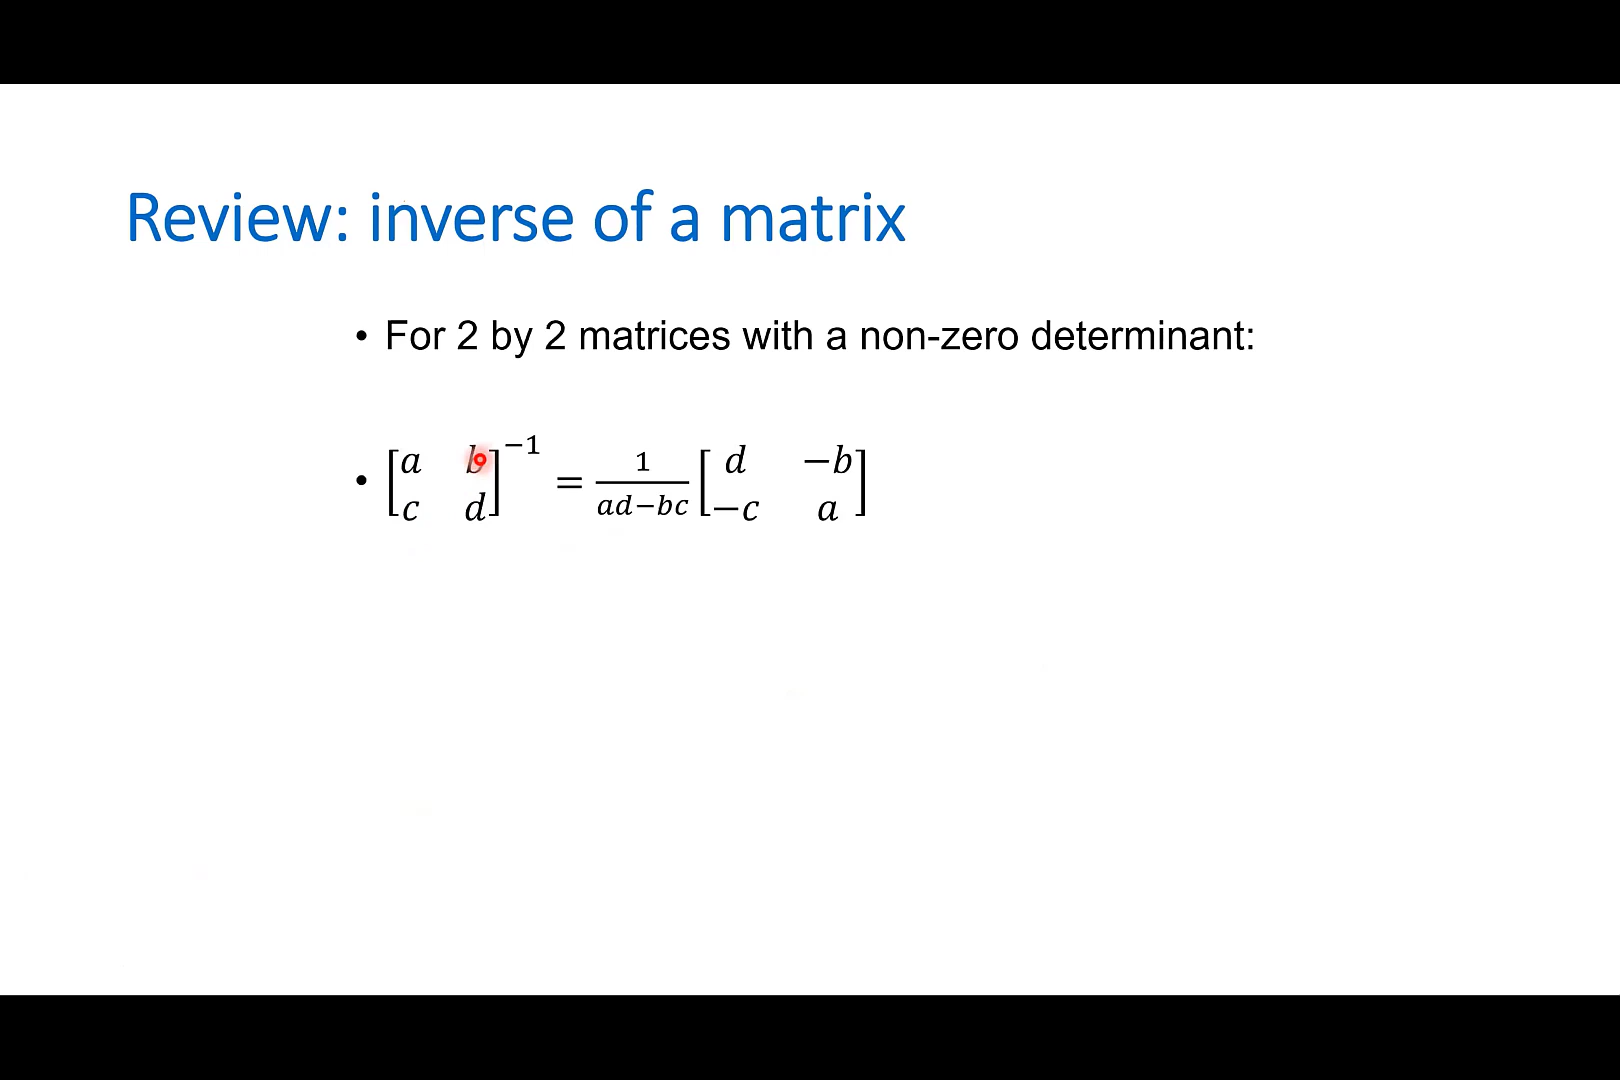 Review: inverse of a matrix
• For 2 by 2 matrices with a non-zero determinant:
• [a b; c d]^−1 = 1/(ad−bc) [d −b; −c a]